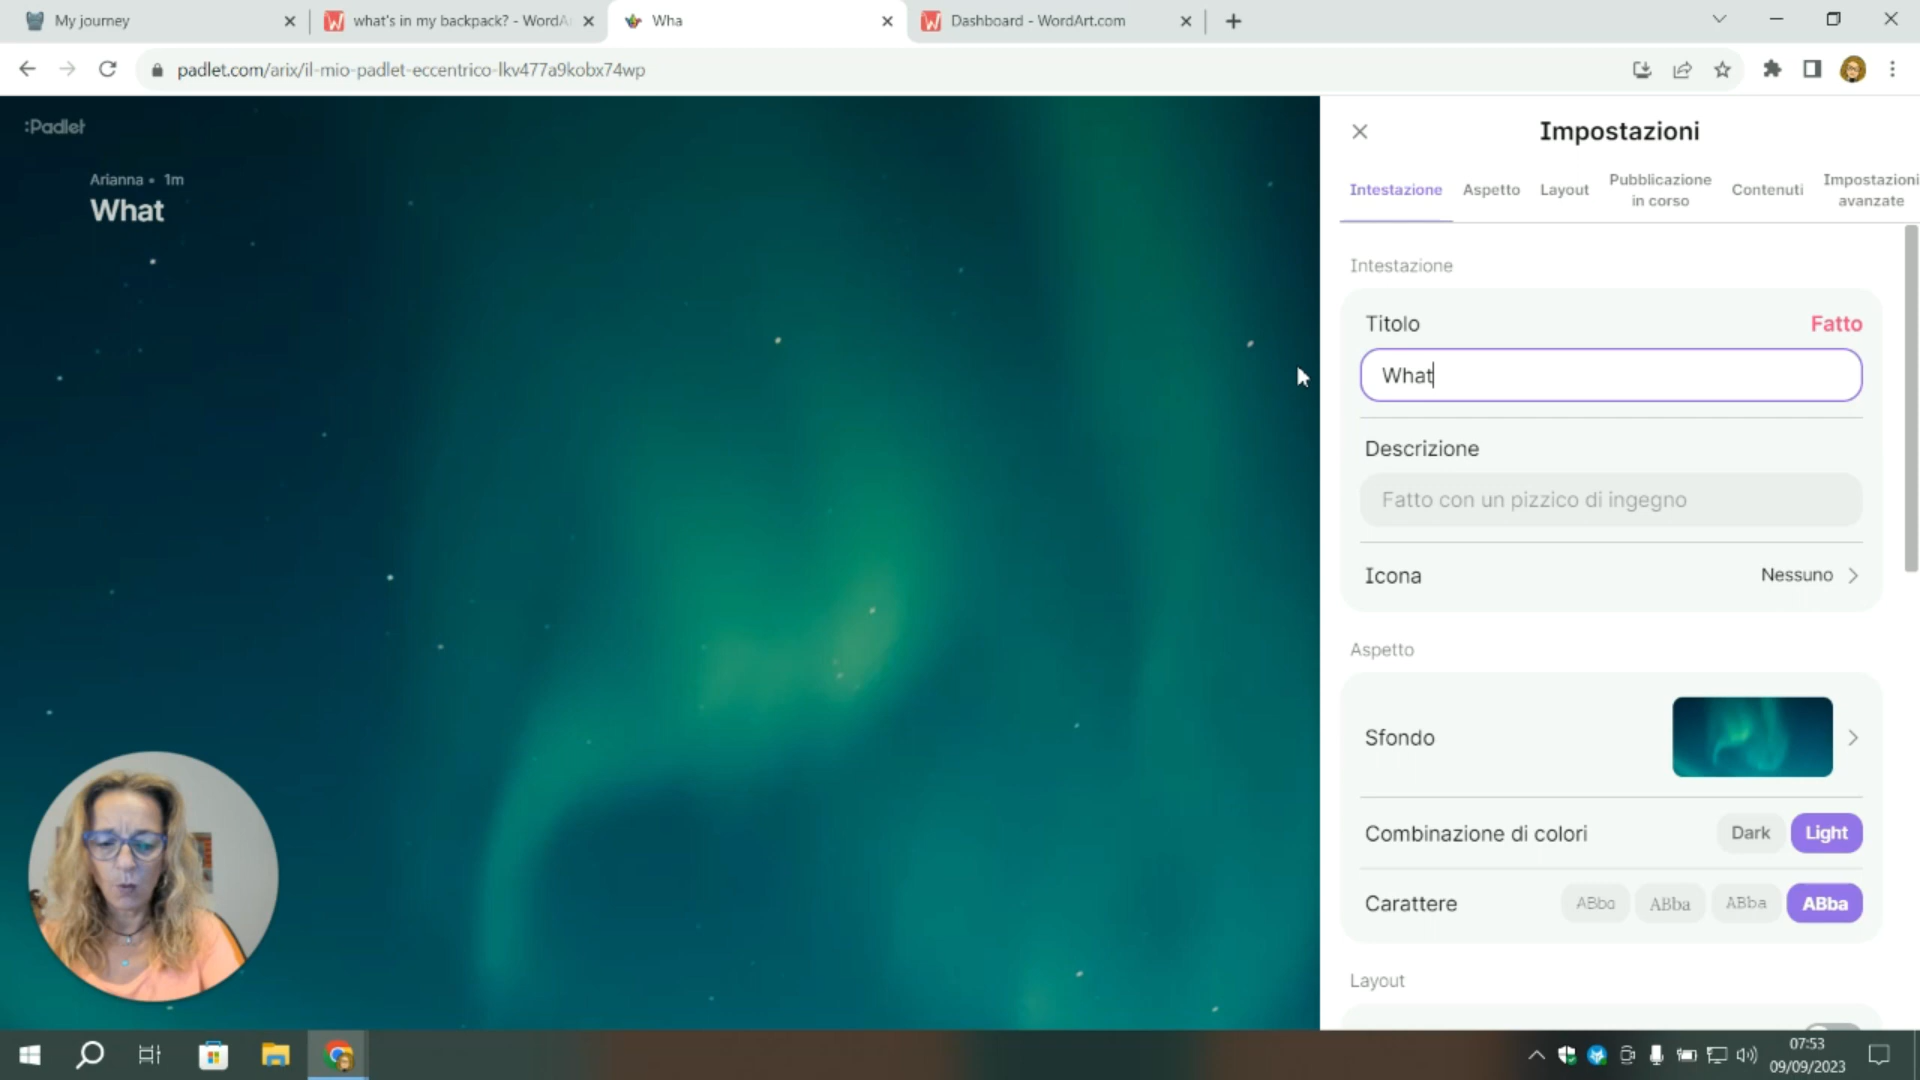 My journey
what's in my backpack? - WordA
Wha
Dashboard - WordArt.com
padlet.com/arix/il-mio-padlet-eccentrico-lkv477a9kobx74wp
:Padlet
Arianna • 1m
What
Impostazioni
Intestazione
Aspetto
Layout
Pubblicazione
in corso
Contenuti
Impostazioni
avanzate
Intestazione
Titolo
Fatto
What
Descrizione
Fatto con un pizzico di ingegno
Icona
Nessuno
Aspetto
Sfondo
Combinazione di colori
Dark
Light
Carattere
ABba
ABba
ABba
ABba
Layout
07:53
09/09/2023